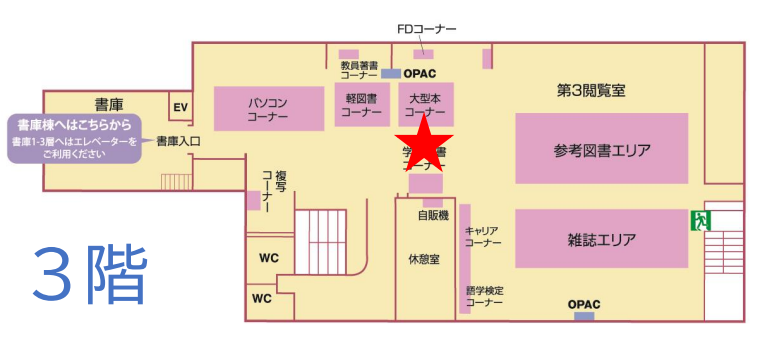 FDコーナー
教員著書
コーナー
OPAC
書庫
EV
パソコン
コーナー
軽図書
コーナー
大型本
コーナー
第3閲覧室
書庫棟へはこちらから
書庫1-3層へはエレベーターを
ご利用ください
書庫入口
学
書
コーナー
参考図書エリア
複写
コーナー
自販機
キャリア
コーナー
雑誌エリア
WC
休憩室
3階
WC
語学検定
コーナー
OPAC